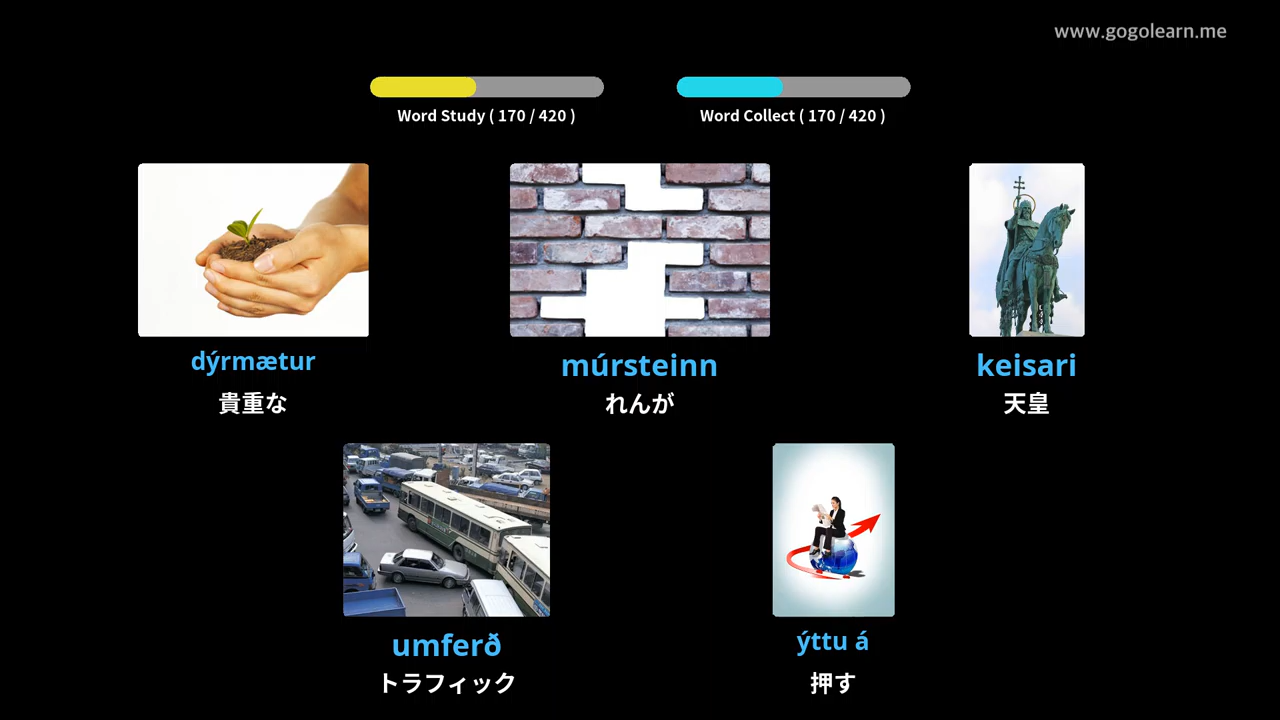 www.gogolearn.me
Word Study ( 170 / 420 )
Word Collect ( 170 / 420 )
dýrmætur
貴重な
múrsteinn
れんが
keisari
天皇
umferð
トラフィック
ýttu á
押す